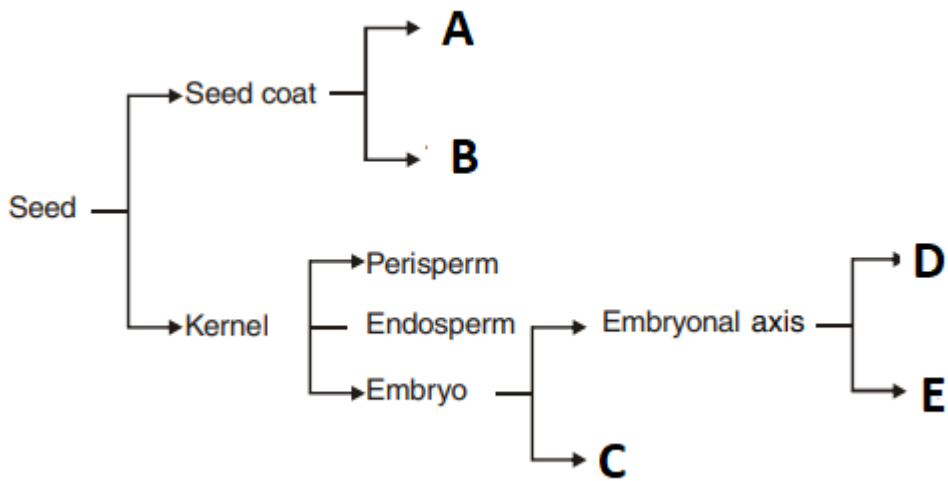 A
Seed coat
B
Seed
Perisperm
D
Kernel
Endosperm
Embryonal axis
Embryo
E
C